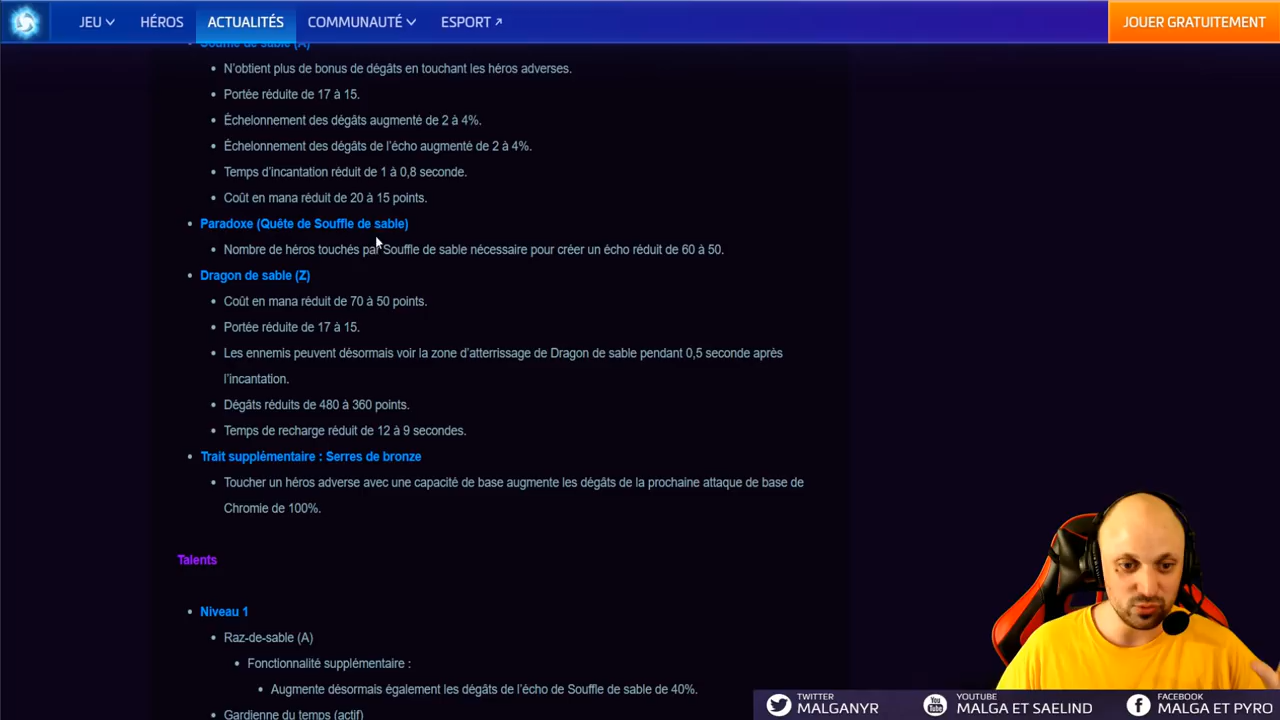 JEU HÉROS ACTUALITÉS COMMUNAUTÉ ESPORT JOUER GRATUITEMENT
Souffle de sable (A)
N'obtient plus de bonus de dégâts en touchant les héros adverses.
Portée réduite de 17 à 15.
Échelonnement des dégâts augmenté de 2 à 4%.
Échelonnement des dégâts de l'écho augmenté de 2 à 4%.
Temps d'incantation réduit de 1 à 0,8 seconde.
Coût en mana réduit de 20 à 15 points.
Paradoxe (Quête de Souffle de sable)
Nombre de héros touchés par Souffle de sable nécessaire pour créer un écho réduit de 60 à 50.
Dragon de sable (Z)
Coût en mana réduit de 70 à 50 points.
Portée réduite de 17 à 15.
Les ennemis peuvent désormais voir la zone d'atterrissage de Dragon de sable pendant 0,5 seconde après
l'incantation.
Dégâts réduits de 480 à 360 points.
Temps de recharge réduit de 12 à 9 secondes.
Trait supplémentaire : Serres de bronze
Toucher un héros adverse avec une capacité de base augmente les dégâts de la prochaine attaque de base de
Chromie de 100%.
Talents
Niveau 1
Raz-de-sable (A)
Fonctionnalité supplémentaire :
Augmente désormais également les dégâts de l'écho de Souffle de sable de 40%.
Gardienne du temps (actif)
TWITTER
MALGANYR
YOUTUBE
MALGA ET SAELIND
FACEBOOK
MALGA ET PYRO